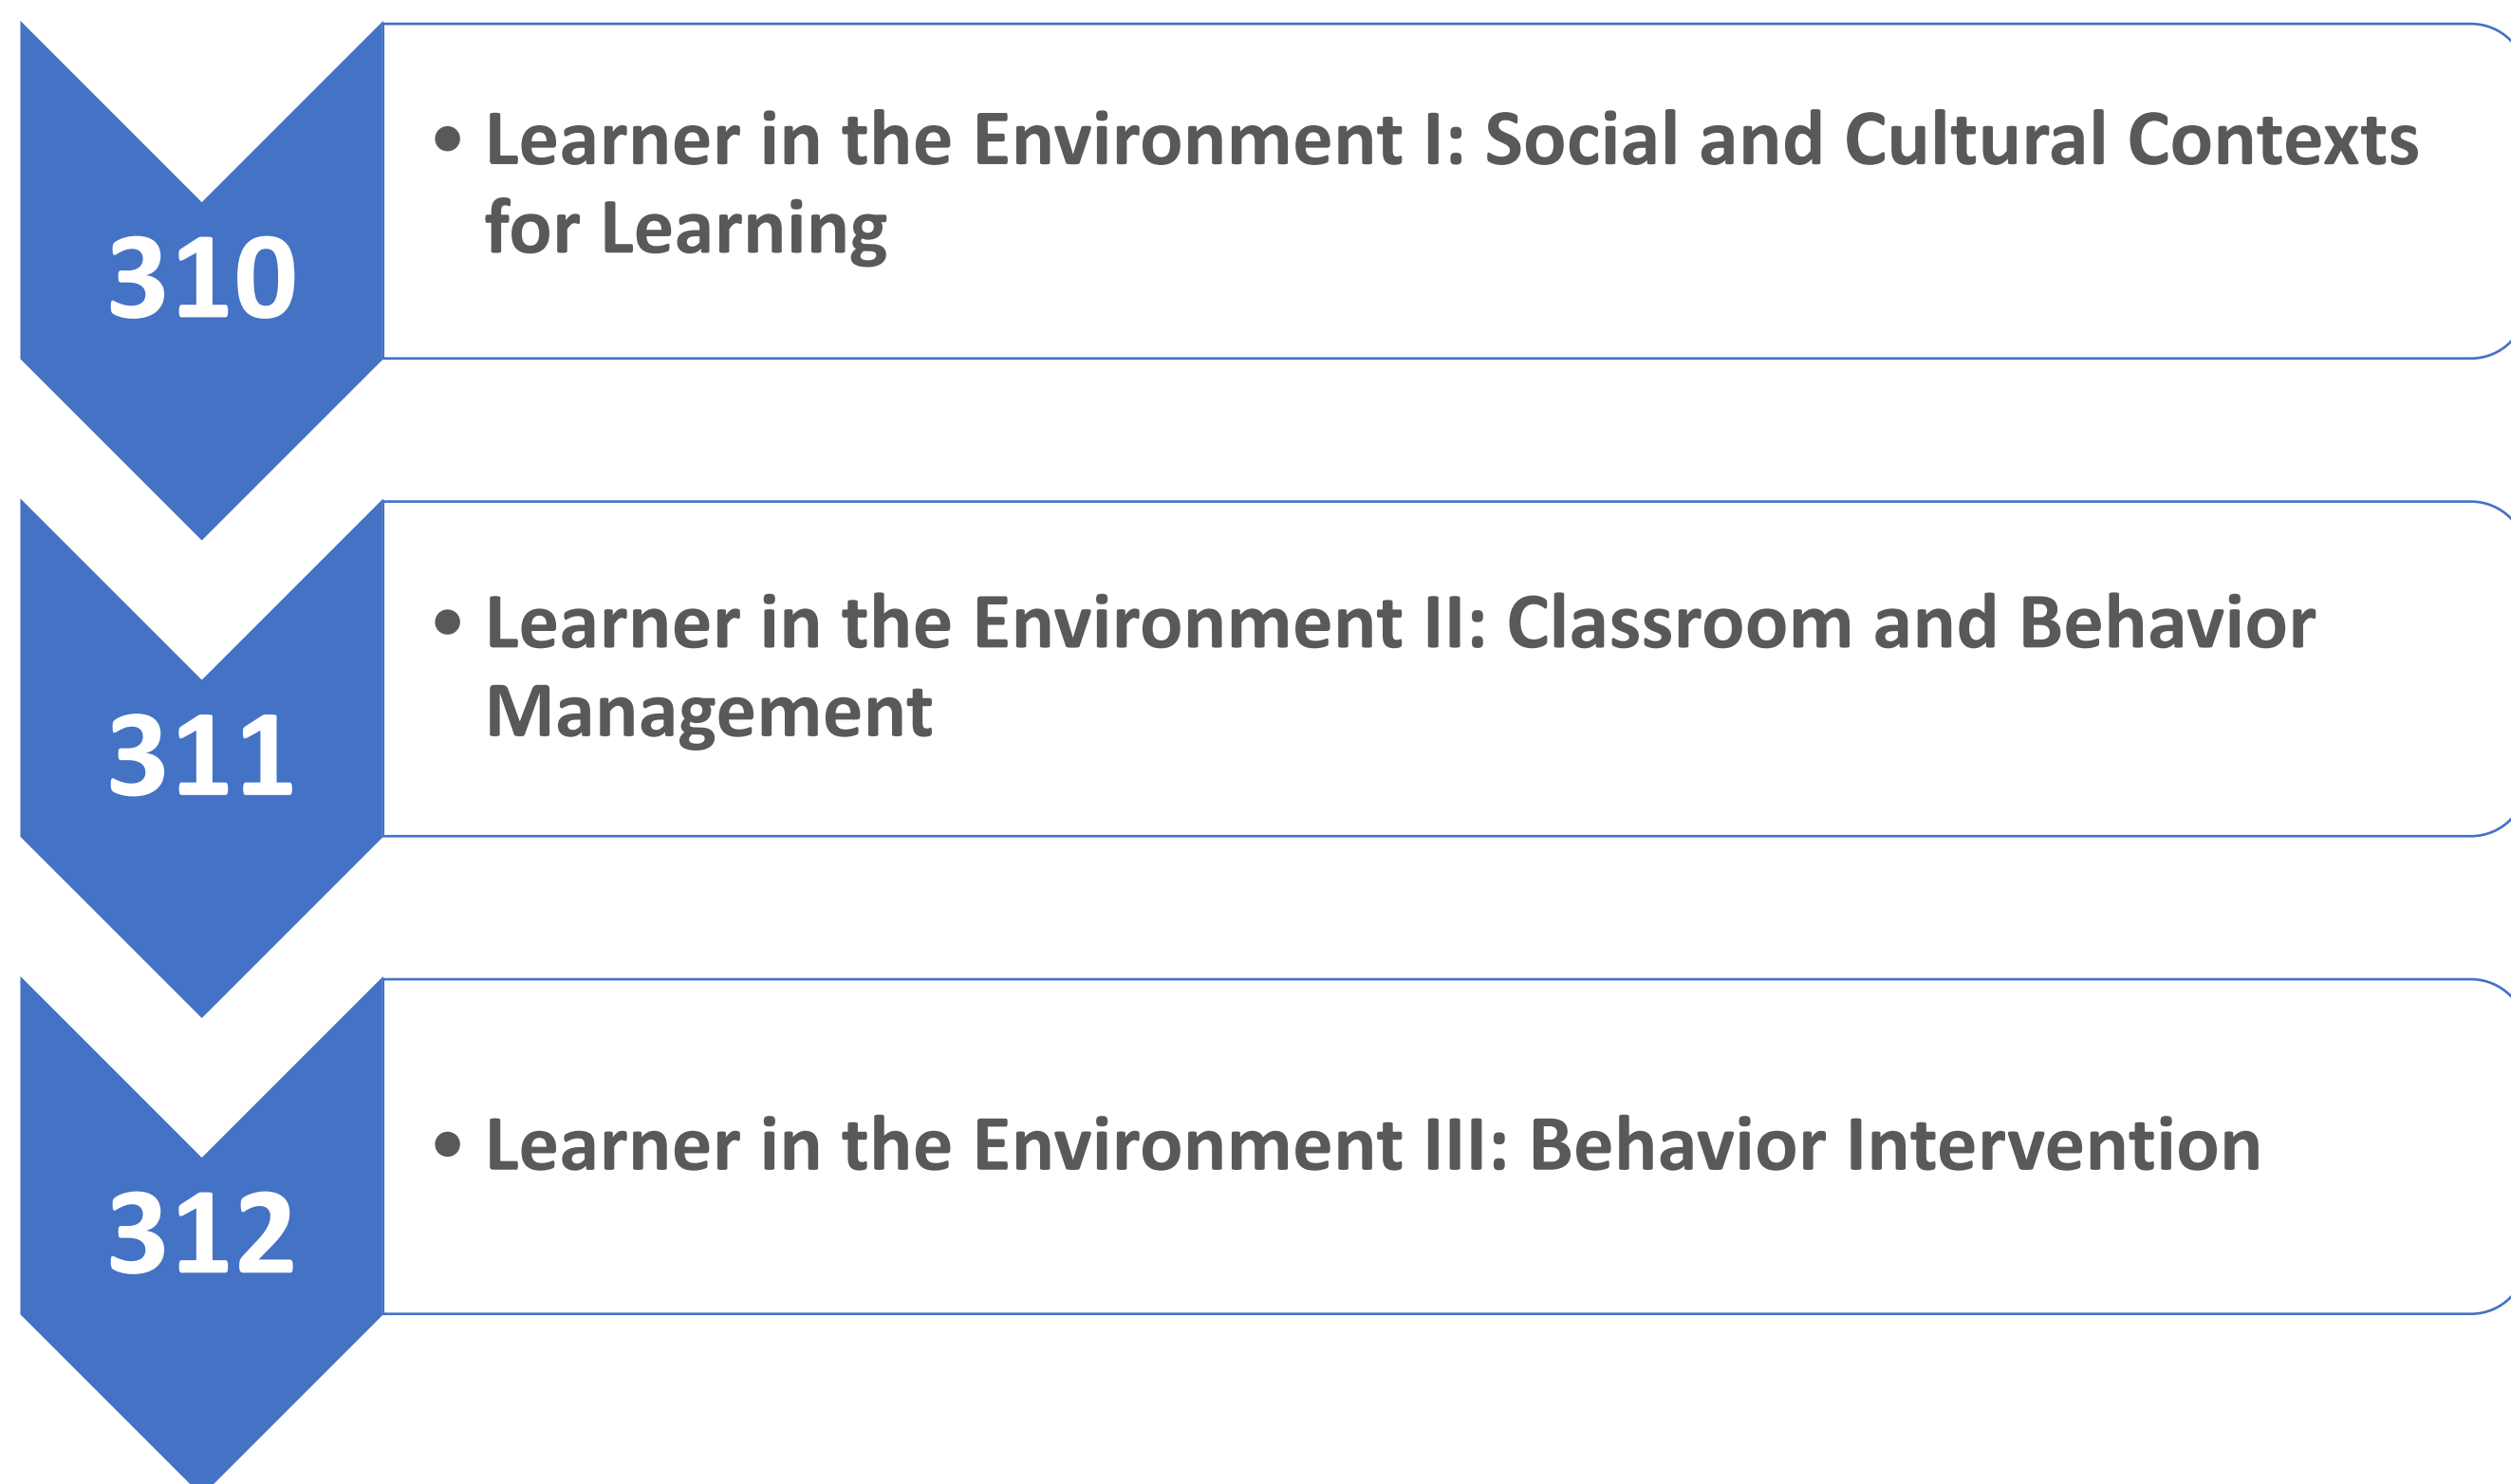 310
• Learner in the Environment I: Social and Cultural Contexts
for Learning
311
• Learner in the Environment II: Classroom and Behavior
Management
312
• Learner in the Environment III: Behavior Intervention